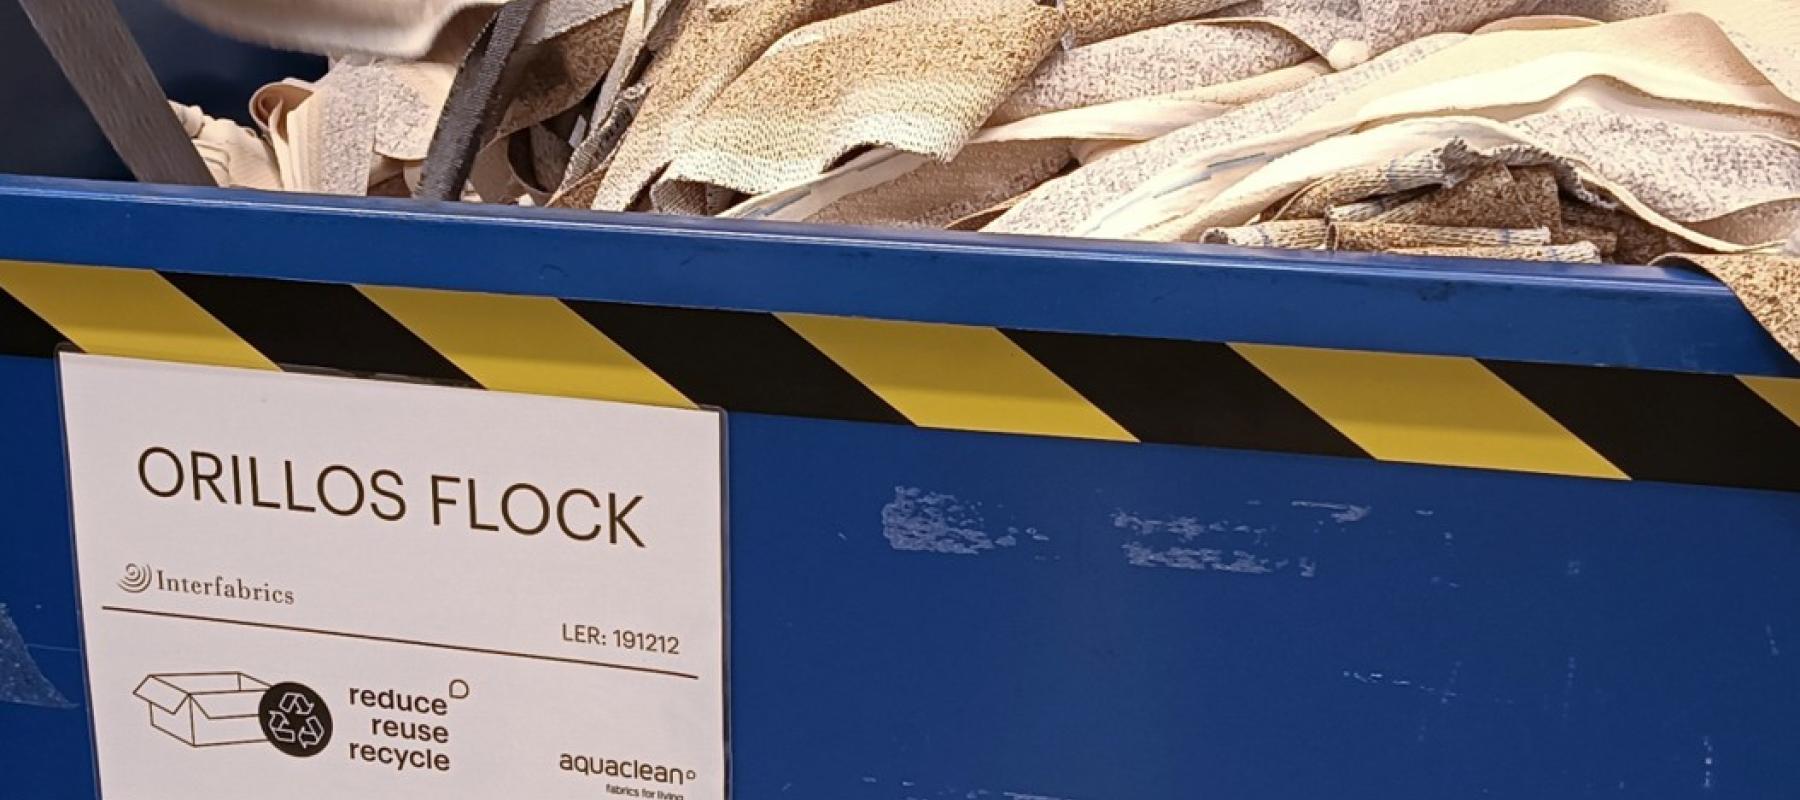 ORILLOS FLOCK
Interfabrics
LER: 191212
reduce
reuse
recycle
aquaclean
fabrics for living